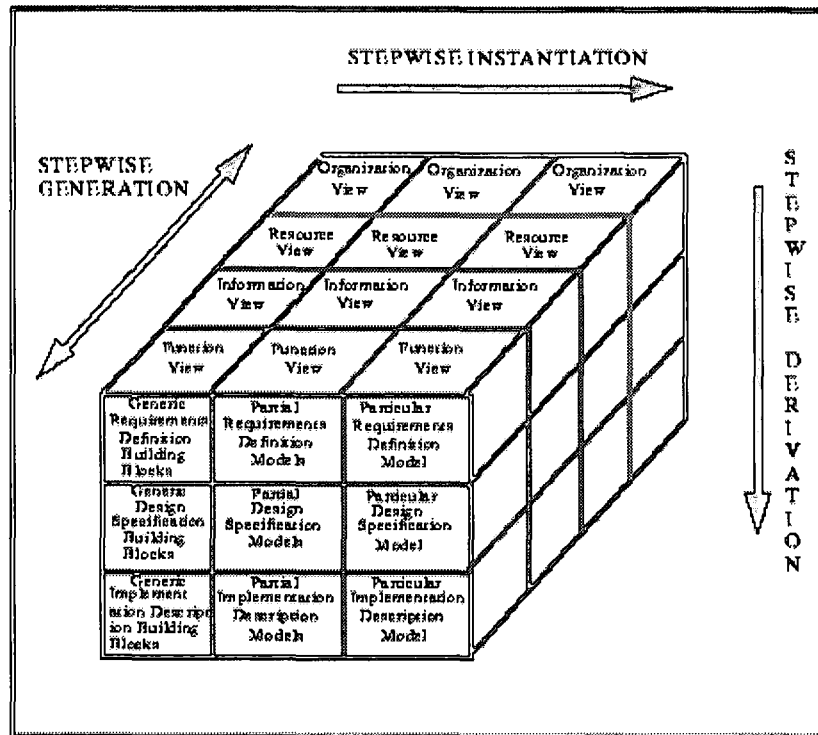 STEPWISE INSTANTIATION
STEPWISE
GENERATION
STEPWISE DERIVATION
Organization
View
Organization
View
Organization
View
Resource
View
Resource
View
Resource
View
Information
View
Information
View
Information
View
Function
View
Function
View
Function
View
Generic
Requirements
Definition
Building
Blocks
Partial
Requirements
Definition
Models
Particular
Requirements
Definition
Model
Generic
Design
Specification
Building
Blocks
Partial
Design
Specification
Models
Particular
Design
Specification
Model
Generic
Implement
ation Descript
ion Building
Blocks
Partial
Implementation
Description
Models
Particular
Implementation
Description
Model